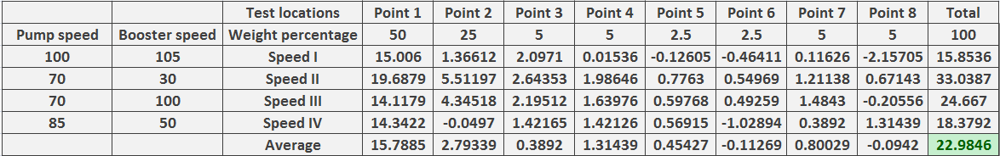 Test locations Point 1 Point 2 Point 3 Point 4 Point 5 Point 6 Point 7 Point 8 Total
Pump speed Booster speed Weight percentage 50 25 5 5 2.5 2.5 5 5 100
100 105 Speed I 15.006 1.36612 2.0971 0.01536 -0.12605 -0.46411 0.11626 -2.15705 15.8536
70 30 Speed II 19.6879 5.51197 2.64353 1.98646 0.7763 0.54969 1.21138 0.67143 33.0387
70 100 Speed III 14.1179 4.34518 2.19512 1.63976 0.59768 0.49259 1.4843 -0.20556 24.667
85 50 Speed IV 14.3422 -0.0497 1.42165 1.42126 0.56915 -1.02894 0.3892 1.31439 18.3792
Average 15.7885 2.79339 0.3892 1.31439 0.45427 -0.11269 0.80029 -0.0942 22.9846